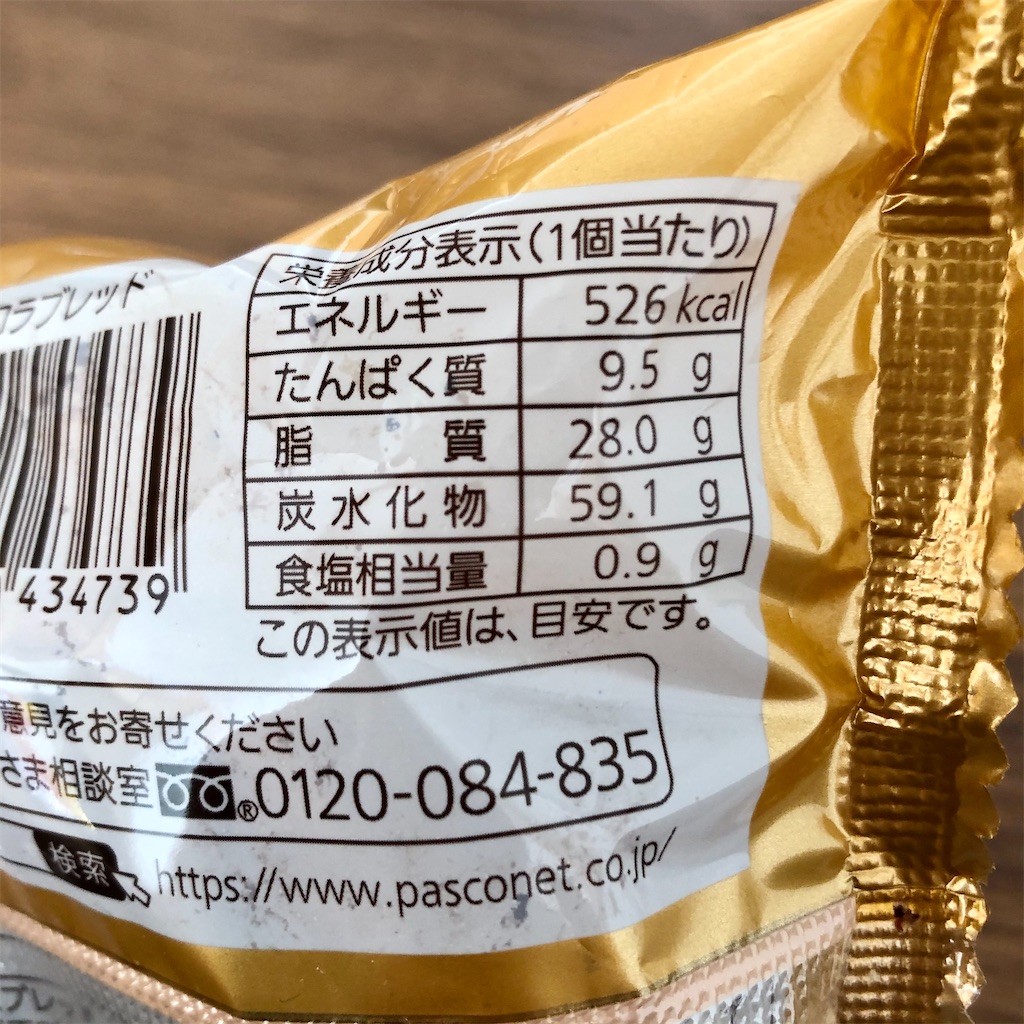 コラブレッド
434739
栄養成分表示(1個当たり)
エネルギー 526 kcal
たんぱく質 9.5 g
脂質 28.0 g
炭水化物 59.1 g
食塩相当量 0.9 g
この表示値は、目安です。
意見をお寄せください
さま相談室 ®0120-084-835
検索 https://www.pasconet.co.jp/
プレ